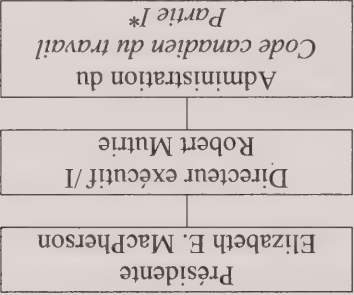 Présidente
Elizabeth E. MacPherson
Directeur exécutif/I
Robert Mutrie
Administration du
Code canadien du travail
Partie I*